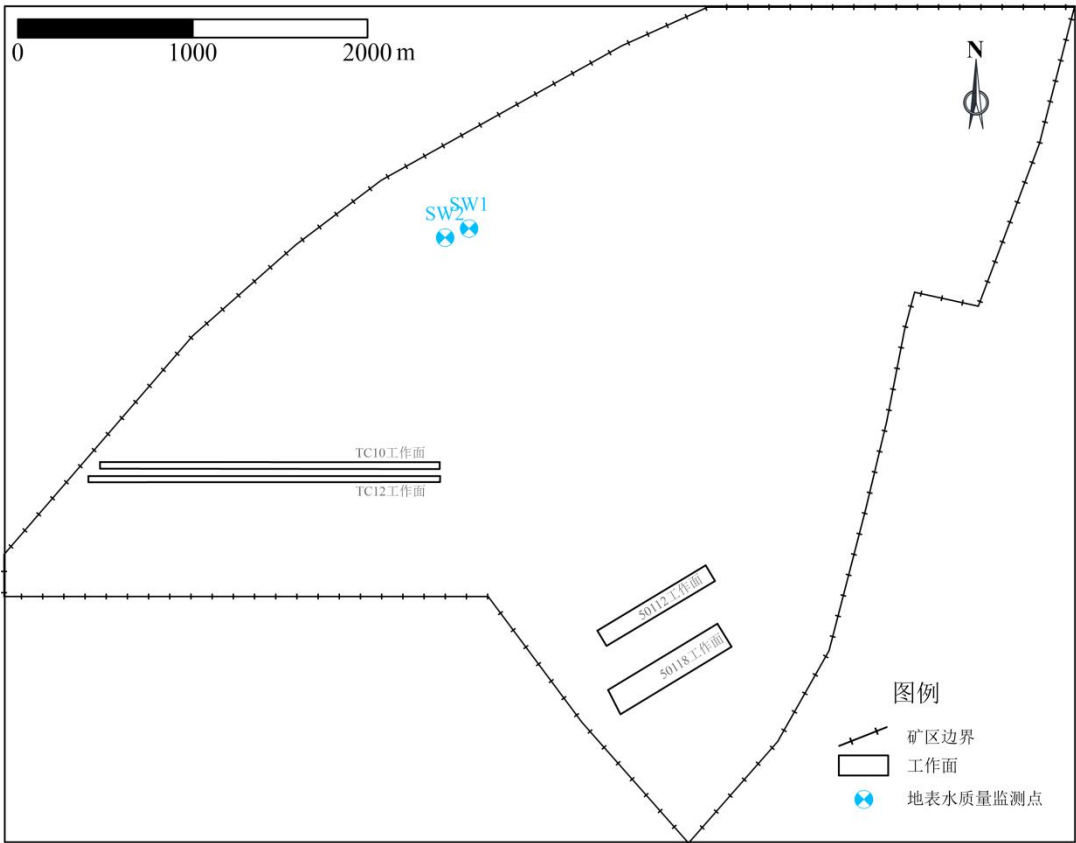 0 1000 2000 m
N
SW1
SW2
TC10工作面
TC12工作面
50112工作面
50118工作面
图例
矿区边界
工作面
地表水质量监测点